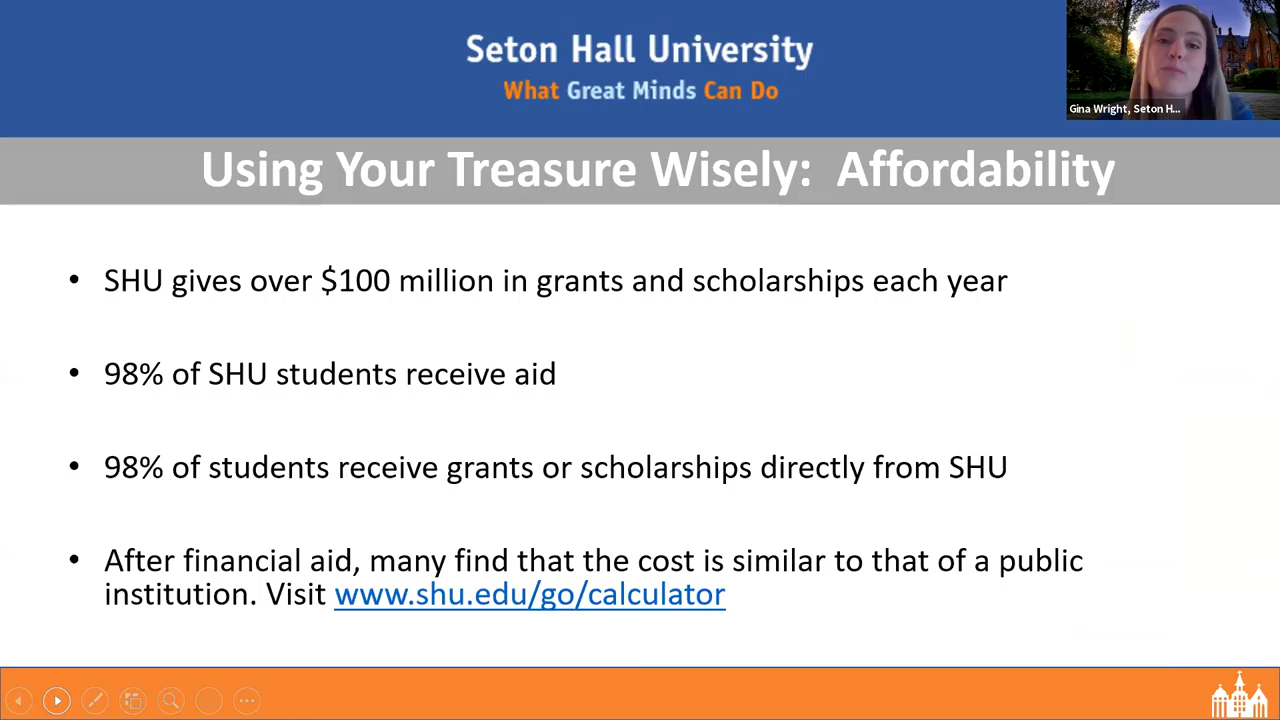 Seton Hall University
What Great Minds Can Do
Gina Wright, Seton H...
Using Your Treasure Wisely: Affordability
• SHU gives over $100 million in grants and scholarships each year
• 98% of SHU students receive aid
• 98% of students receive grants or scholarships directly from SHU
• After financial aid, many find that the cost is similar to that of a public
institution. Visit www.shu.edu/go/calculator